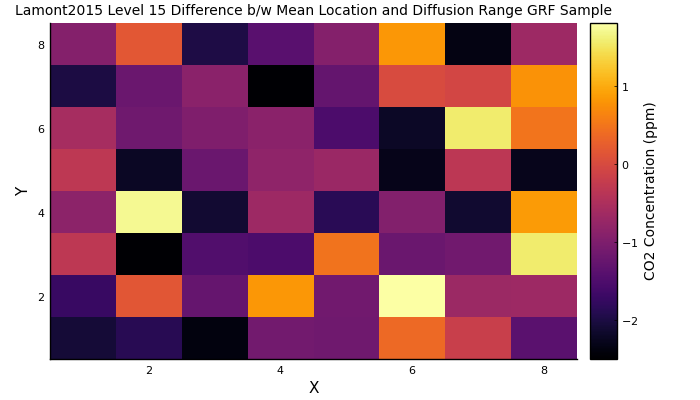 Lamont2015 Level 15 Difference b/w Mean Location and Diffusion Range GRF Sample
8
6
4
2
Y
2 4 6 8
X
1
0
−1
−2
CO2 Concentration (ppm)